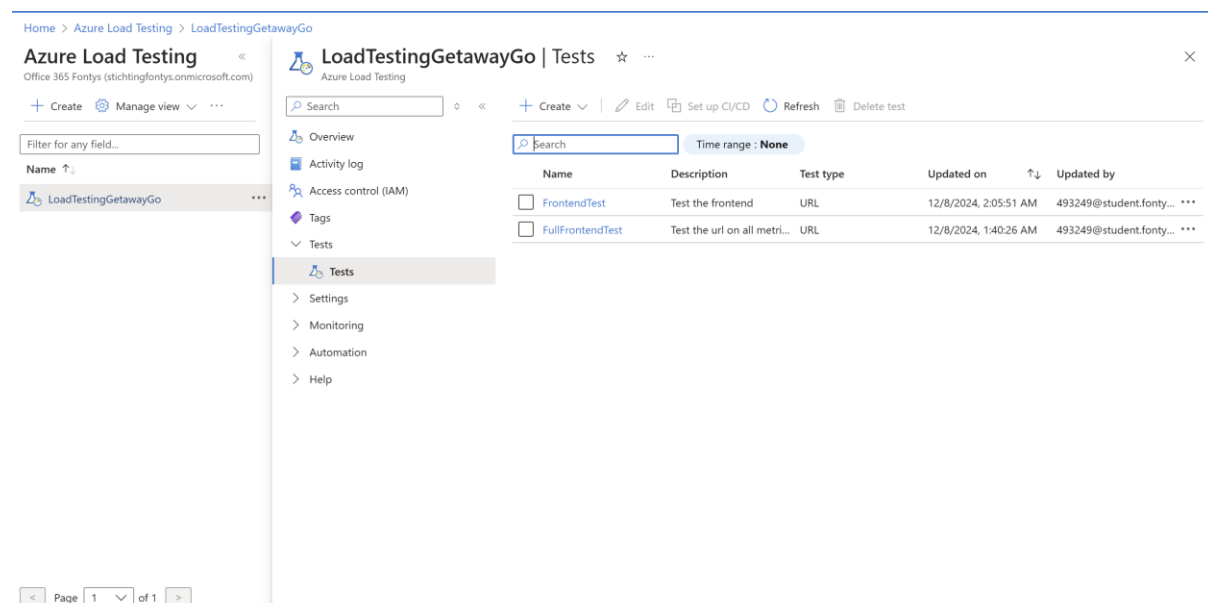 Home > Azure Load Testing > LoadTestingGetawayGo
Azure Load Testing
Office 365 Fontys (stichtingfontys.onmicrosoft.com)
Create Manage view
Filter for any field...
Name
LoadTestingGetawayGo
Page 1 of 1
LoadTestingGetawayGo | Tests
Azure Load Testing
Search
Overview
Activity log
Access control (IAM)
Tags
Tests
Tests
Settings
Monitoring
Automation
Help
Create Edit Set up CI/CD Refresh Delete test
Search Time range : None
Name Description Test type Updated on Updated by
FrontendTest Test the frontend URL 12/8/2024, 2:05:51 AM 493249@student.fonty...
FullFrontendTest Test the url on all metri... URL 12/8/2024, 1:40:26 AM 493249@student.fonty...